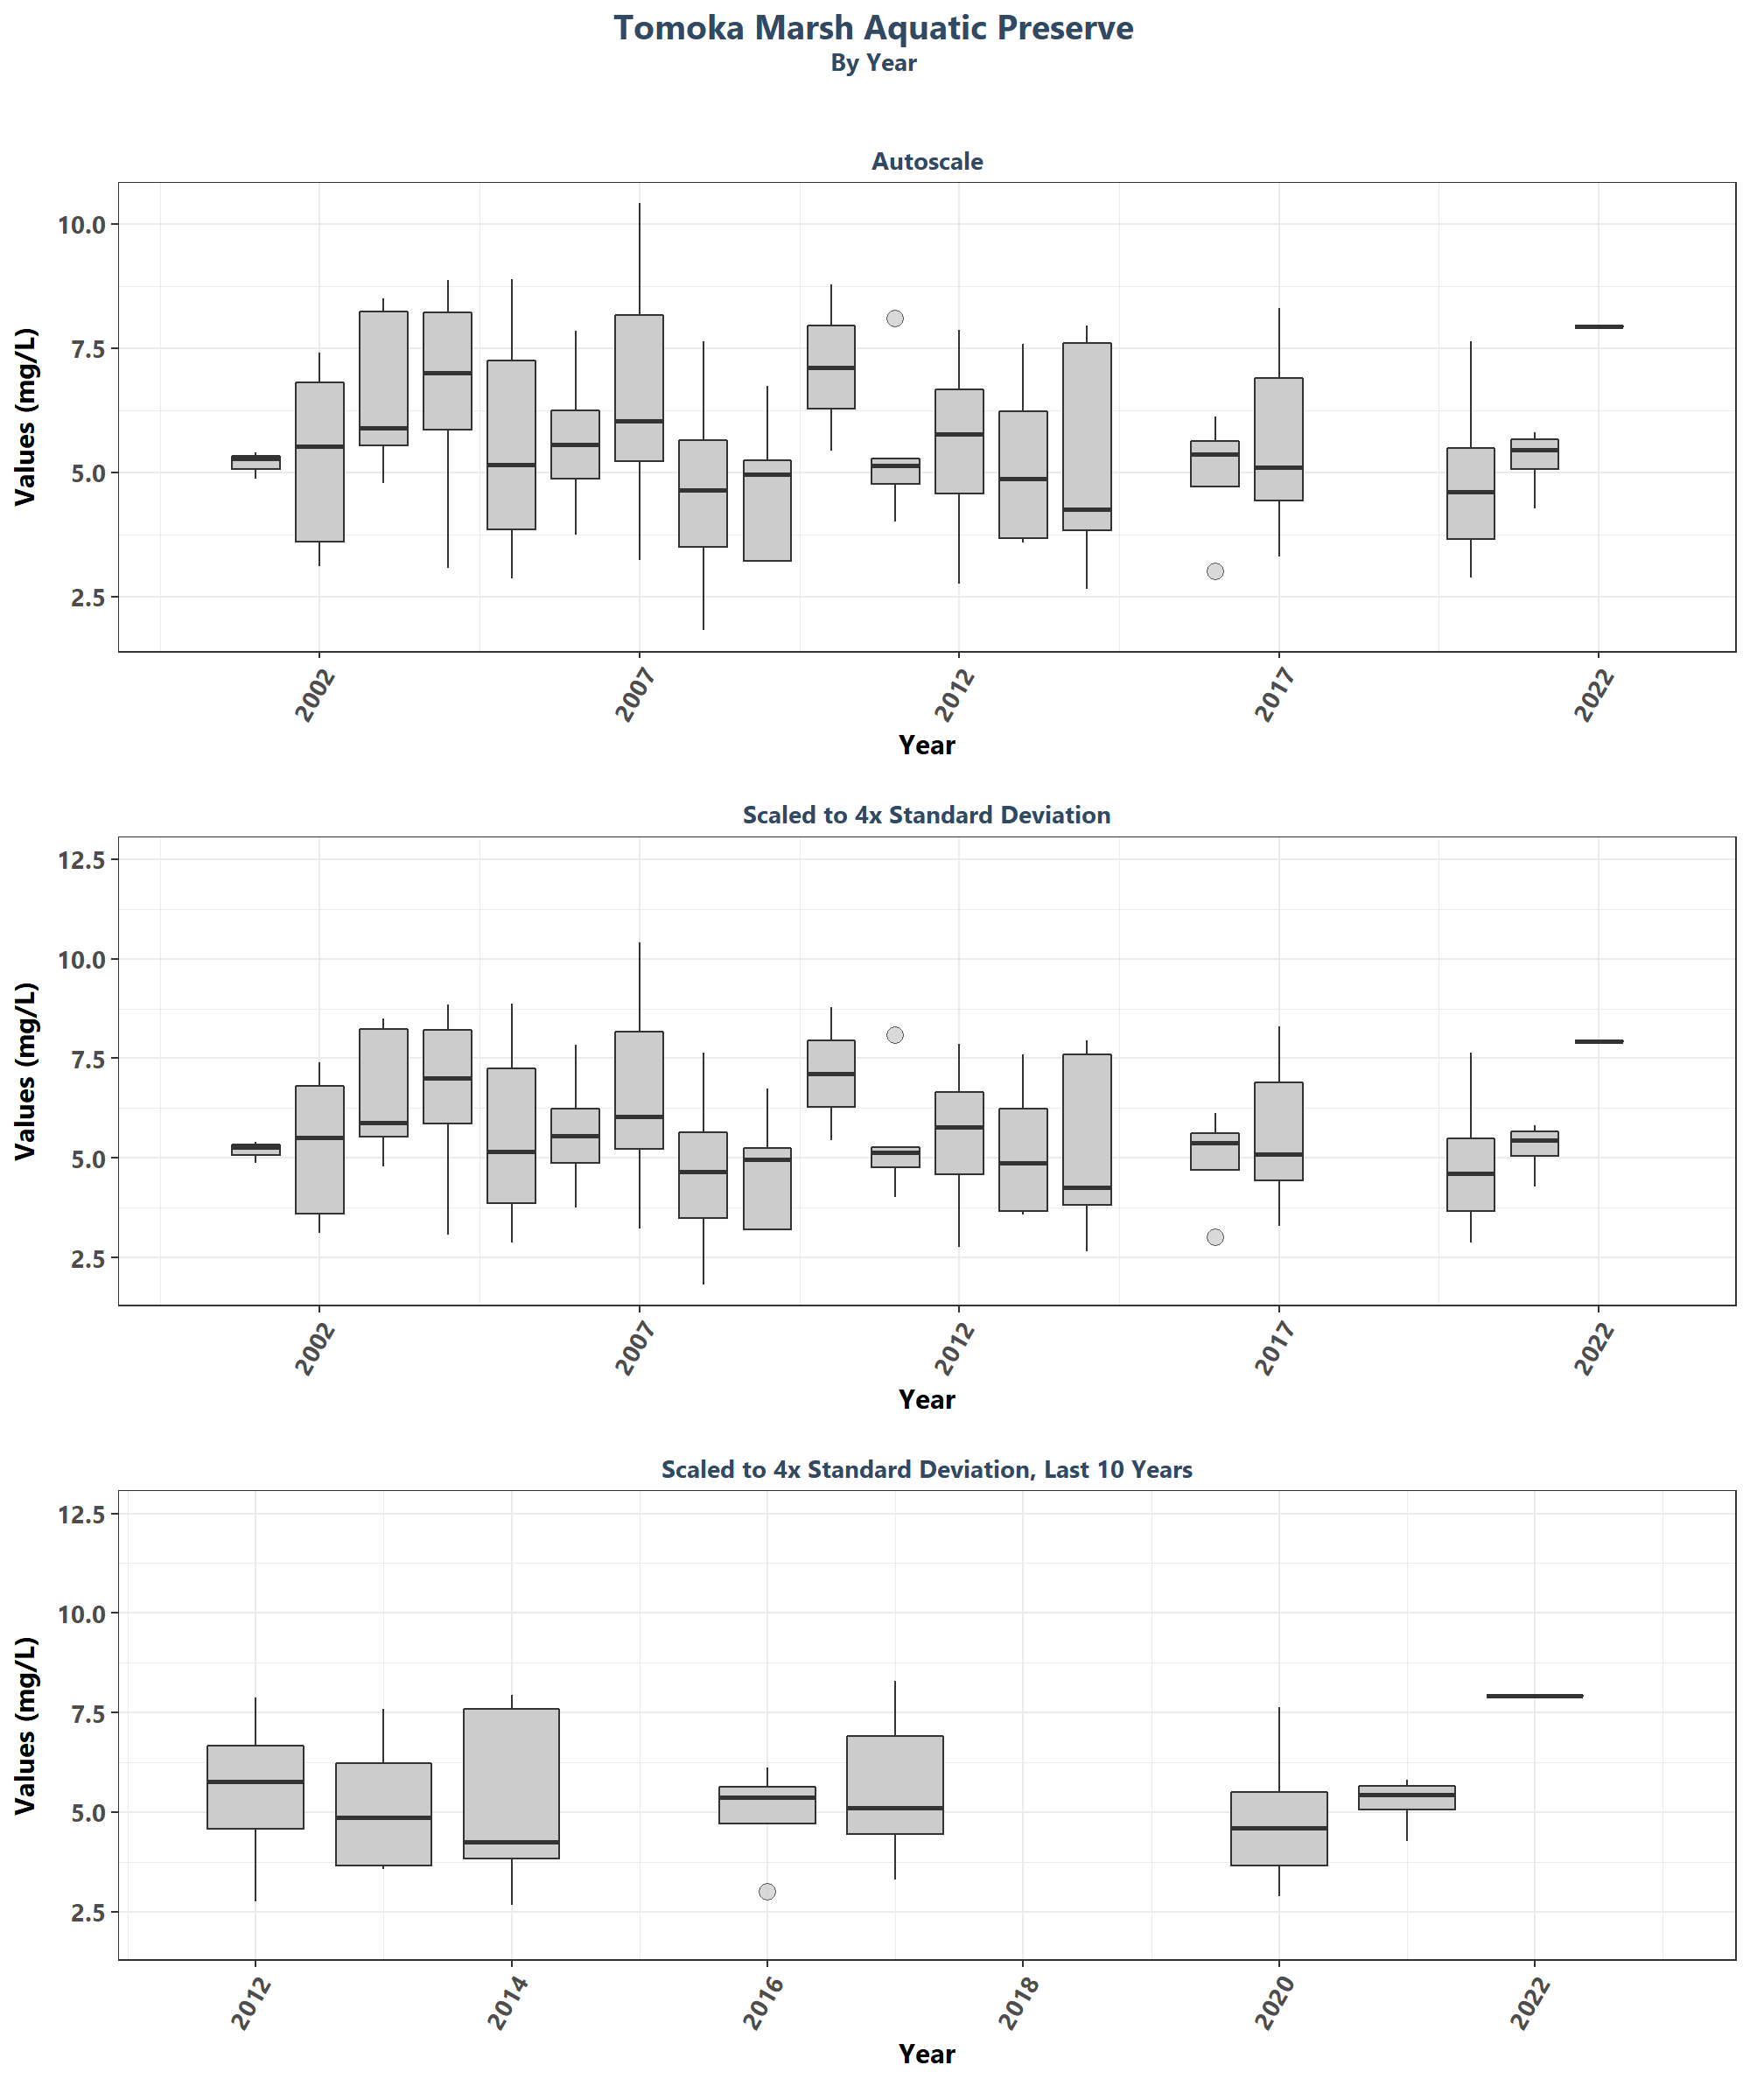 Tomoka Marsh Aquatic Preserve
By Year
Autoscale
Values (mg/L)
10.0
7.5
5.0
2.5
2002
2007
2012
2017
2022
Year
Scaled to 4x Standard Deviation
Values (mg/L)
12.5
10.0
7.5
5.0
2.5
2002
2007
2012
2017
2022
Year
Scaled to 4x Standard Deviation, Last 10 Years
Values (mg/L)
12.5
10.0
7.5
5.0
2.5
2012
2014
2016
2018
2020
2022
Year